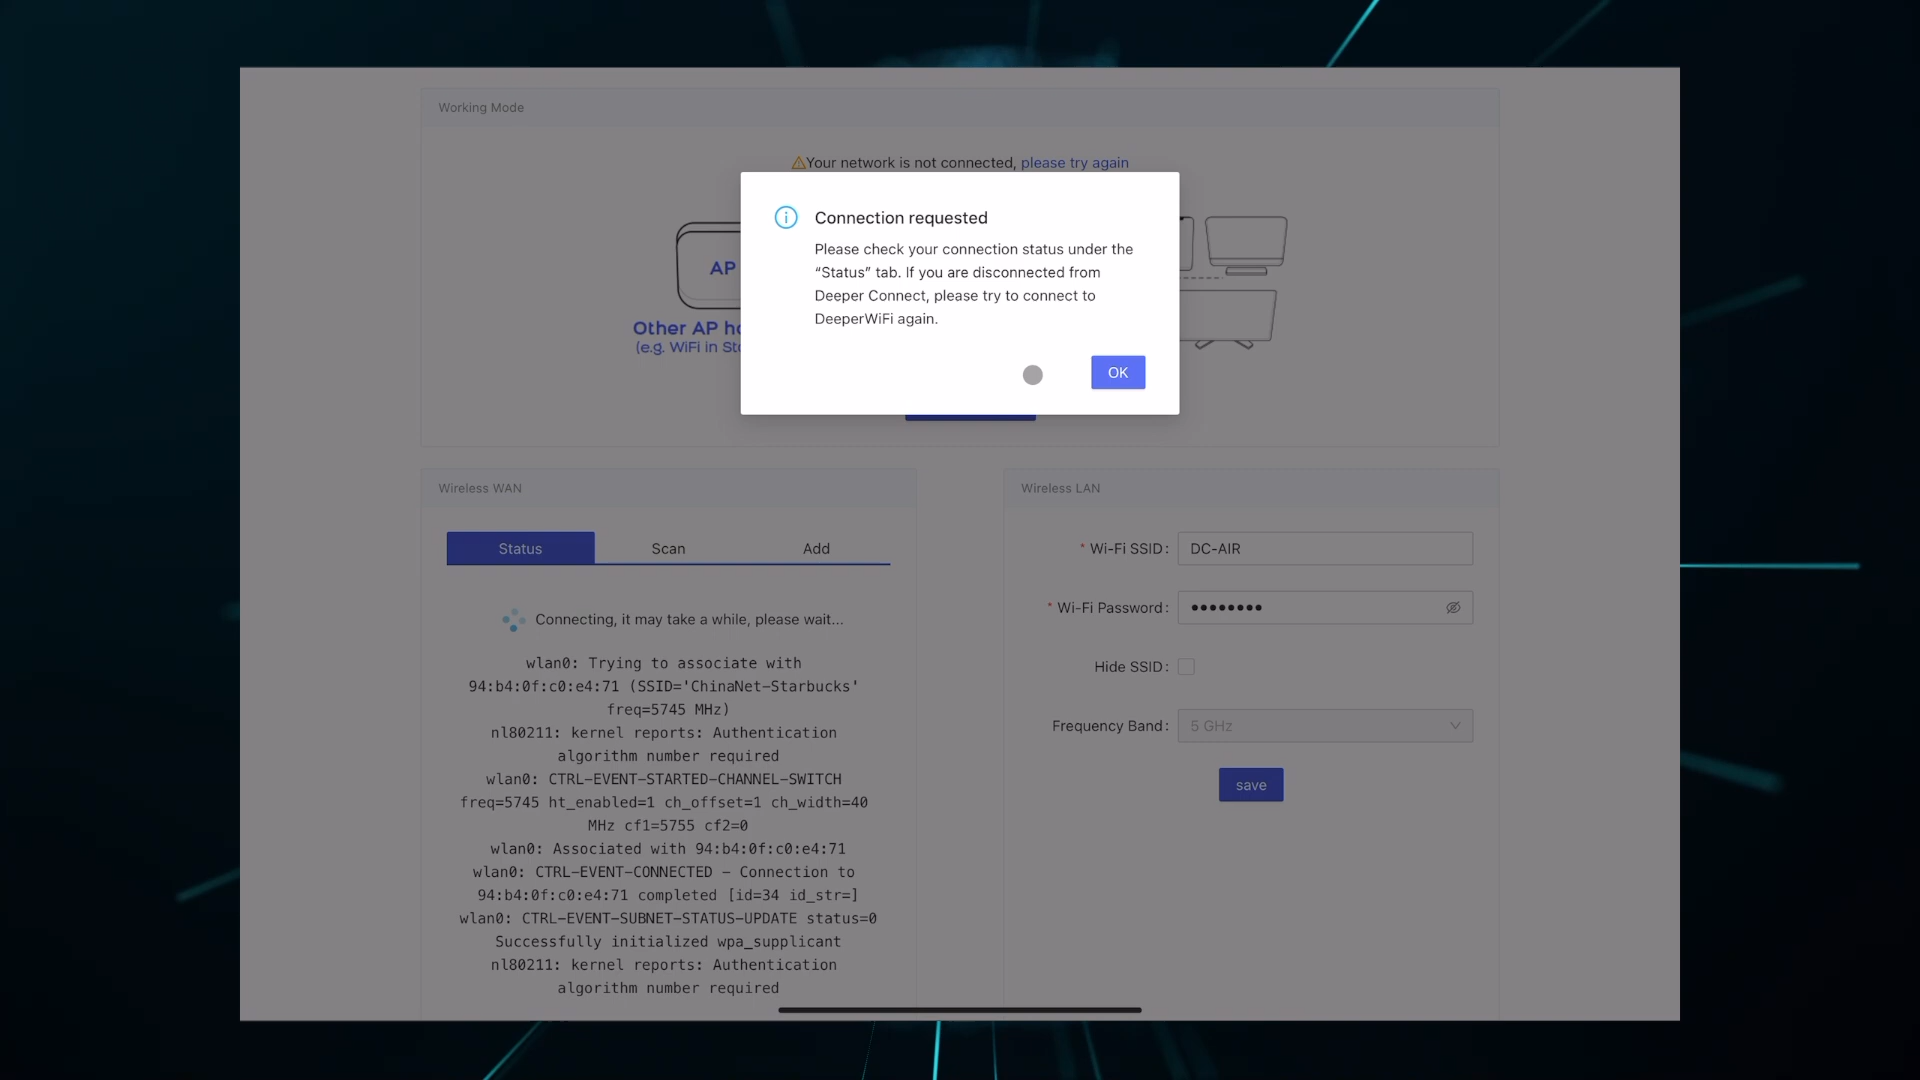 Working Mode
Your network is not connected, please try again
Connection requested
Please check your connection status under the
“Status” tab. If you are disconnected from
Deeper Connect, please try to connect to
DeeperWiFi again.
OK
AP
Other AP
(e.g. WiFi in
Wireless WAN
Status Scan Add
Connecting, it may take a while, please wait...
wlan0: Trying to associate with
94:b4:0f:c0:e4:71 (SSID='ChinaNet-Starbucks'
freq=5745 MHz)
nl80211: kernel reports: Authentication
algorithm number required
wlan0: CTRL-EVENT-STARTED-CHANNEL-SWITCH
freq=5745 ht_enabled=1 ch_offset=1 ch_width=40
MHz cf1=5755 cf2=0
wlan0: Associated with 94:b4:0f:c0:e4:71
wlan0: CTRL-EVENT-CONNECTED - Connection to
94:b4:0f:c0:e4:71 completed [id=34 id_str=]
wlan0: CTRL-EVENT-SUBNET-STATUS-UPDATE status=0
Successfully initialized wpa_supplicant
nl80211: kernel reports: Authentication
algorithm number required
Wireless LAN
* Wi-Fi SSID: DC-AIR
* Wi-Fi Password: ••••••••
Hide SSID:
Frequency Band: 5 GHz
save